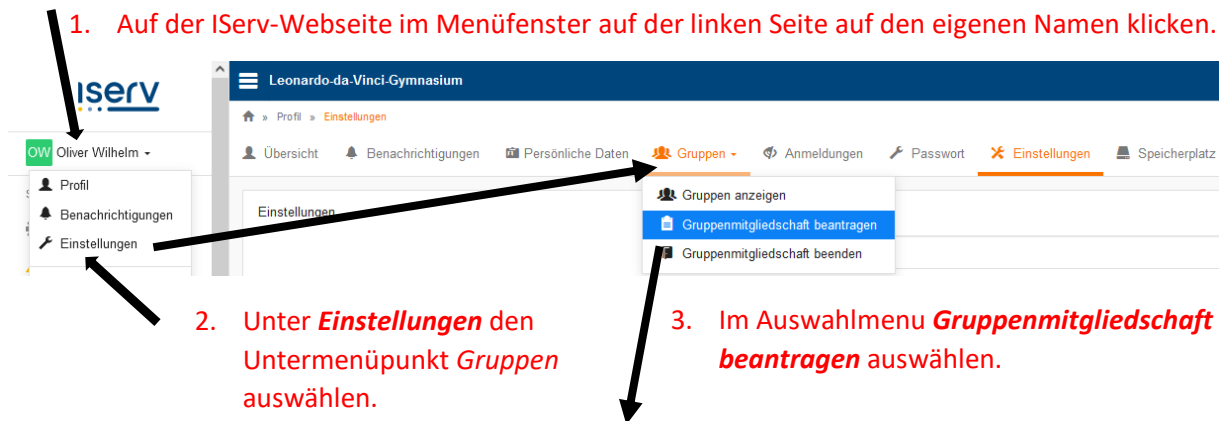 1. Auf der IServ-Webseite im Menüfenster auf der linken Seite auf den eigenen Namen klicken.
Iserv
Leonardo-da-Vinci-Gymnasium
» Profil » Einstellungen
OW Oliver Wilhelm
Übersicht Benachrichtigungen Persönliche Daten Gruppen Anmeldungen Passwort Einstellungen Speicherplatz
Profil
Benachrichtigungen
Einstellungen
Einstellungen
Gruppen anzeigen
Gruppenmitgliedschaft beantragen
Gruppenmitgliedschaft beenden
2. Unter Einstellungen den
Untermenüpunkt Gruppen
auswählen.
3. Im Auswahlmenu Gruppenmitgliedschaft
beantragen auswählen.